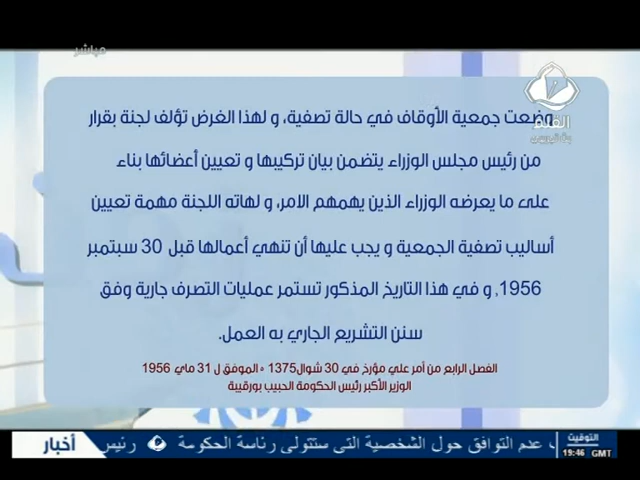 مباشر
وضعت جمعية الأوقاف في حالة تصفية، و لهذا الغرض تؤلف لجنة بقرار
من رئيس مجلس الوزراء يتضمن بيان تركيبها و تعيين أعضائها بناء
على ما يعرضه الوزراء الذين يهمهم الامر، و لهاته اللجنة مهمة تعيين
أساليب تصفية الجمعية و يجب عليها أن تنهي أعمالها قبل 30 سبتمبر
1956, و في هذا التاريخ المذكور تستمر عمليات التصرف جارية وفق
سنن التشريع الجاري به العمل.
الفصل الرابع من أمر علي مؤرخ في 30 شوال1375 ه الموفق ل 31 ماي 1956
الوزير الأكبر رئيس الحكومة الحبيب بورقيبة
القلم
أخبار
ب عدم التوافق حول الشخصية التي ستتولى رئاسة الحكومة
رئيس
التوقيت
19:46 GMT